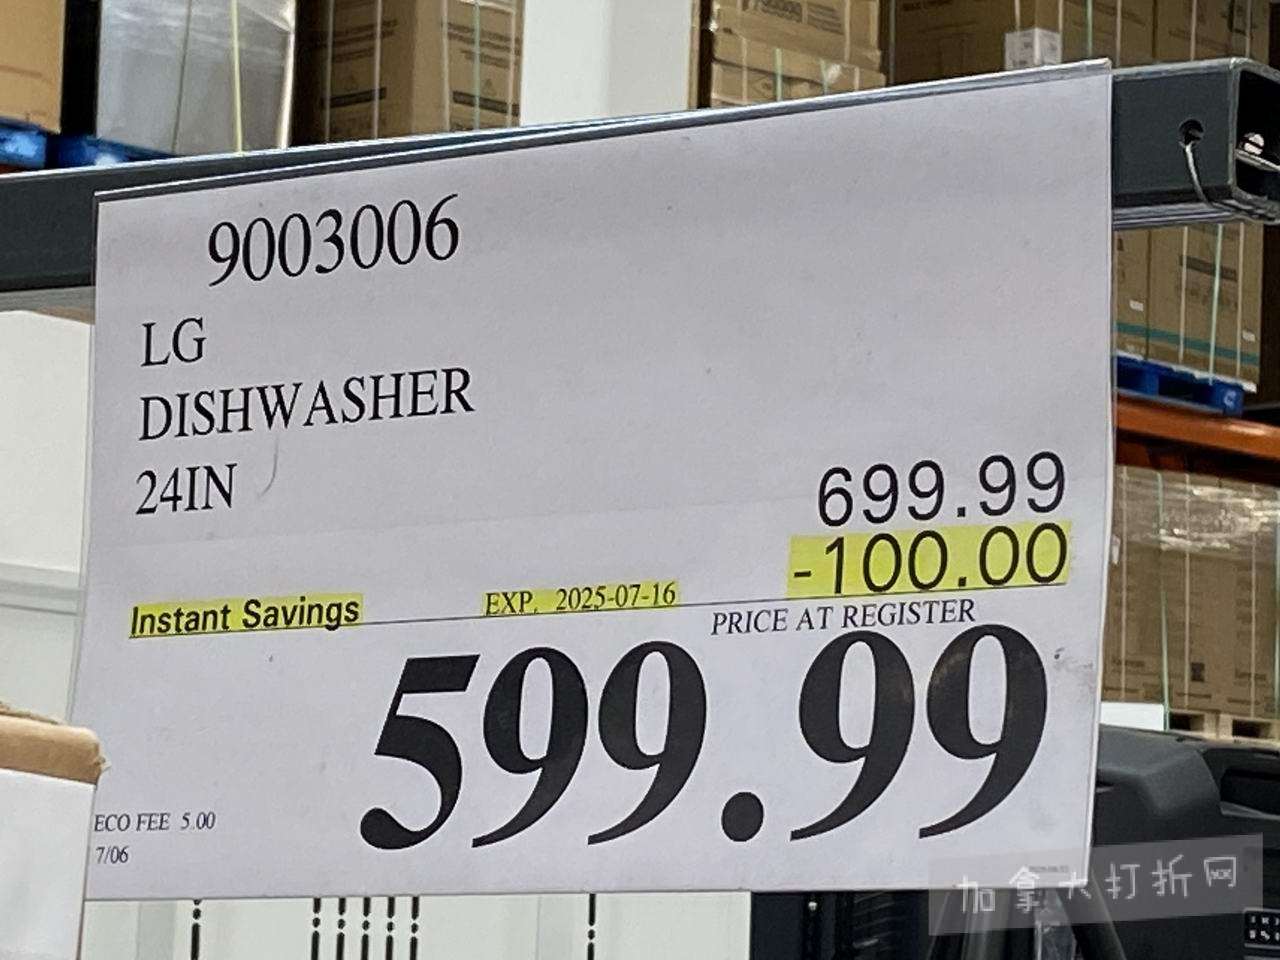 9003006
LG
DISHWASHER
24IN
699.99
-100.00
Instant Savings EXP. 2025-07-16
PRICE AT REGISTER
599.99
ECO FEE 5.00
7/06
加拿大打折网